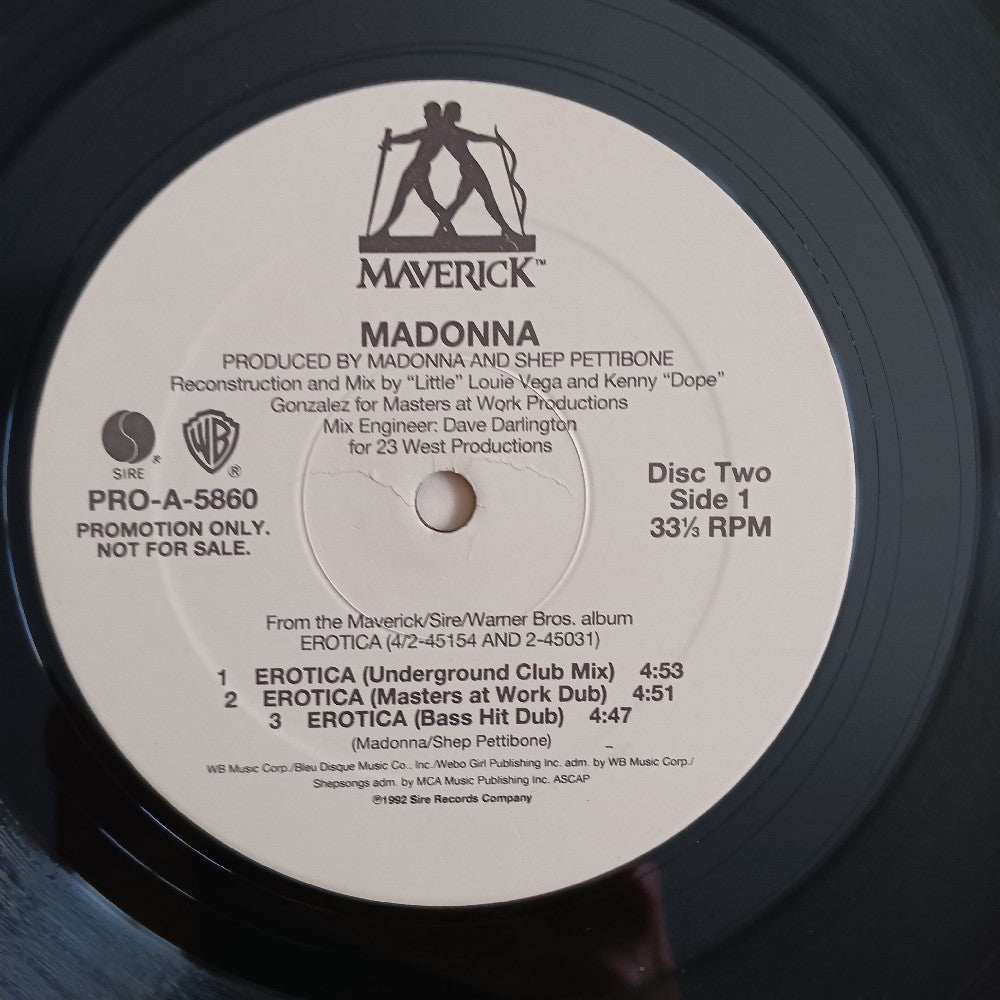 MAVERICK™
MADONNA
PRODUCED BY MADONNA AND SHEP PETTIBONE
Reconstruction and Mix by “Little” Louie Vega and Kenny “Dope”
Gonzalez for Masters at Work Productions
Mix Engineer: Dave Darlington
for 23 West Productions
WB
®
SIRE ®
PRO-A-5860
PROMOTION ONLY.
NOT FOR SALE.
Disc Two
Side 1
33⅓ RPM
From the Maverick/Sire/Warner Bros. album
EROTICA (4/2-45154 AND 2-45031)
1 EROTICA (Underground Club Mix) 4:53
2 EROTICA (Masters at Work Dub) 4:51
3 EROTICA (Bass Hit Dub) 4:47
(Madonna/Shep Pettibone)
WB Music Corp./Bleu Disque Music Co., Inc./Webo Girl Publishing Inc. adm. by WB Music Corp./
Shepsongs adm. by MCA Music Publishing Inc. ASCAP
℗1992 Sire Records Company